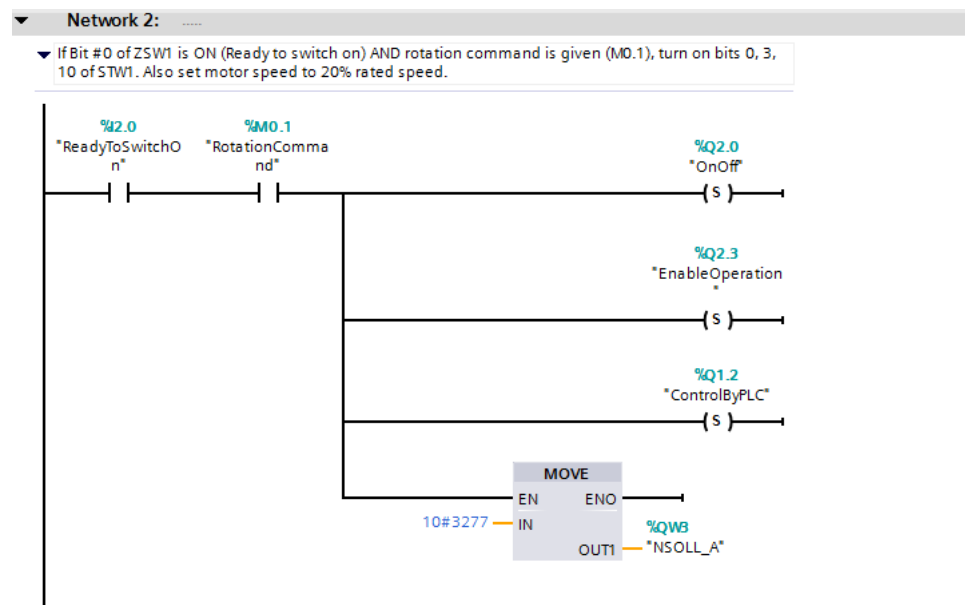 Network 2: .....
If Bit #0 of ZSW1 is ON (Ready to switch on) AND rotation command is given (M0.1), turn on bits 0, 3,
10 of STW1. Also set motor speed to 20% rated speed.
%I2.0
"ReadyToSwitchO
n"
%M0.1
"RotationComma
nd"
%Q2.0
"OnOff"
S
%Q2.3
"EnableOperation
"
S
%Q1.2
"ControlByPLC"
S
MOVE
EN ENO
10#3277 IN
%QW3
OUT1 "NSOLL_A"